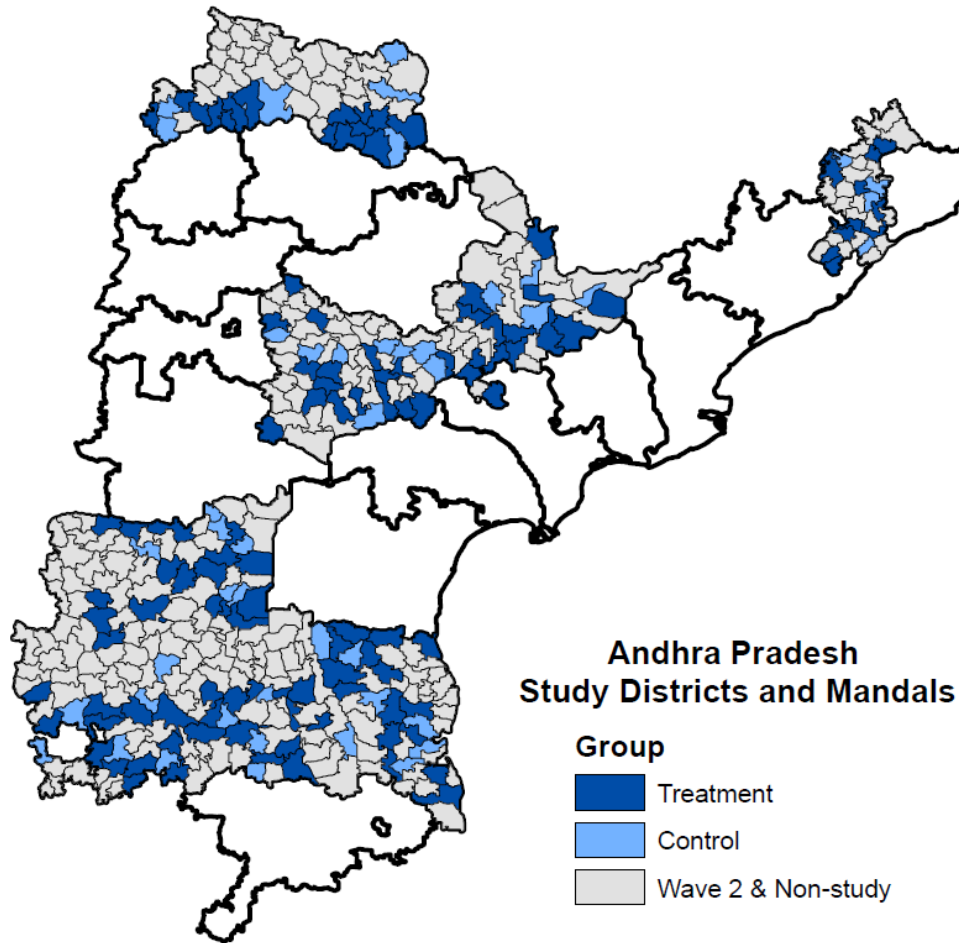 Andhra Pradesh
Study Districts and Mandals
Group
Treatment
Control
Wave 2 & Non-study